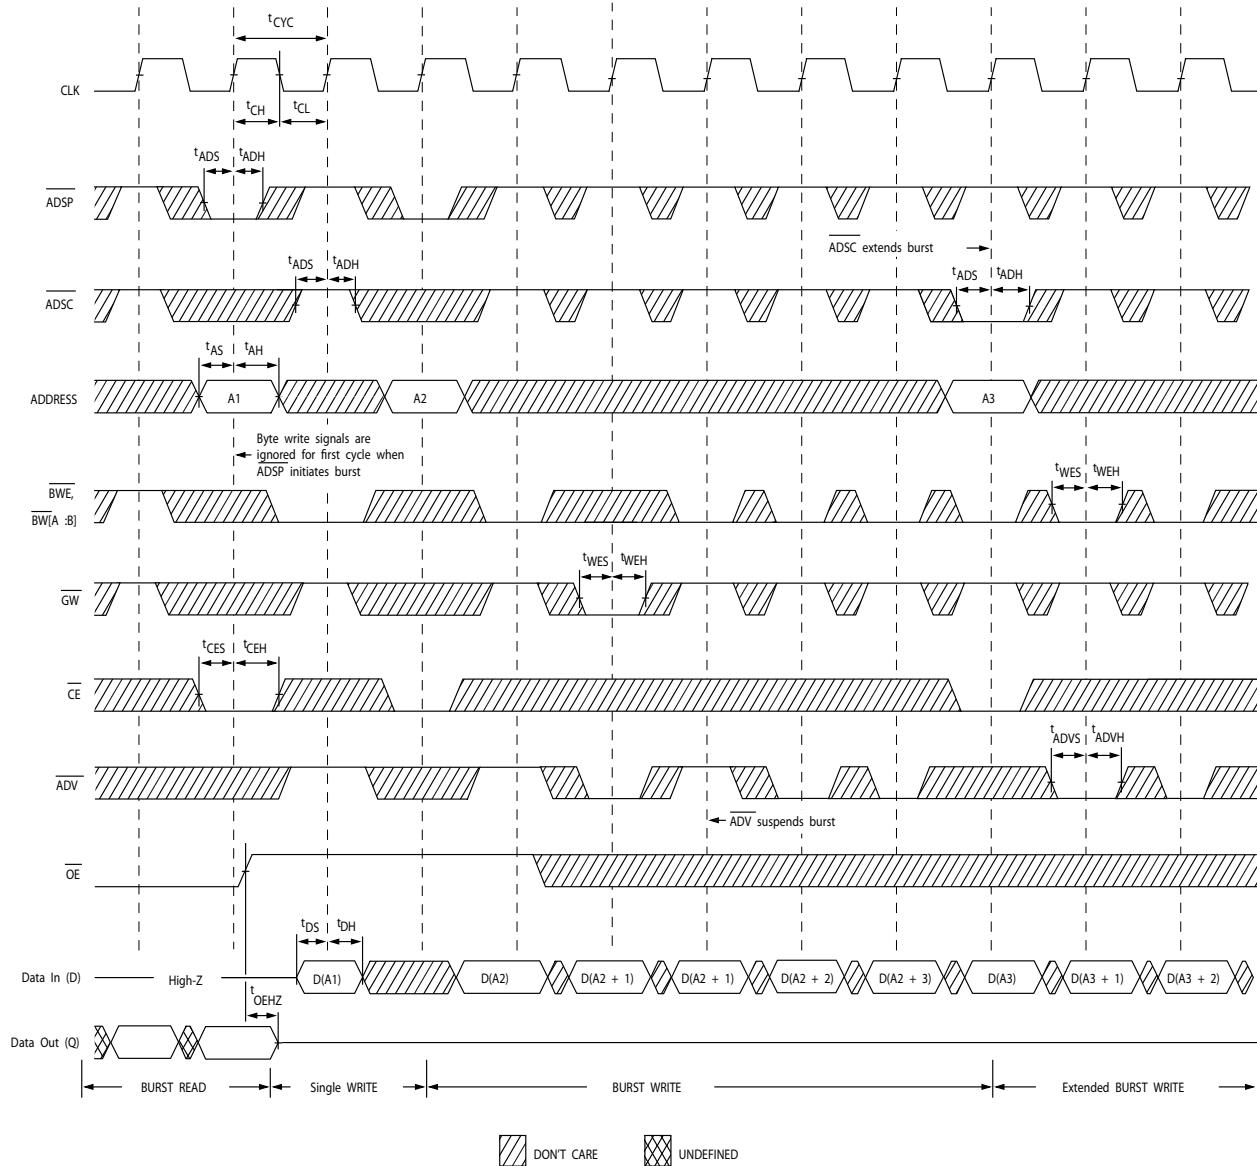 tCYC
CLK
tCH
tCL
tADS
tADH
ADSP
ADSC extends burst
tADS
tADH
tADS
tADH
ADSC
tAS
tAH
ADDRESS
A1
A2
A3
Byte write signals are
ignored for first cycle when
ADSP initiates burst
tWES
tWEH
BWE,
BW[A :B]
tWES
tWEH
GW
tCES
tCEH
CE
tADVS
tADVH
ADV
ADV suspends burst
OE
tDS
tDH
Data In (D)
High-Z
D(A1)
D(A2)
D(A2 + 1)
D(A2 + 1)
D(A2 + 2)
D(A2 + 3)
D(A3)
D(A3 + 1)
D(A3 + 2)
tOEHZ
Data Out (Q)
BURST READ
Single WRITE
BURST WRITE
Extended BURST WRITE
DON'T CARE
UNDEFINED